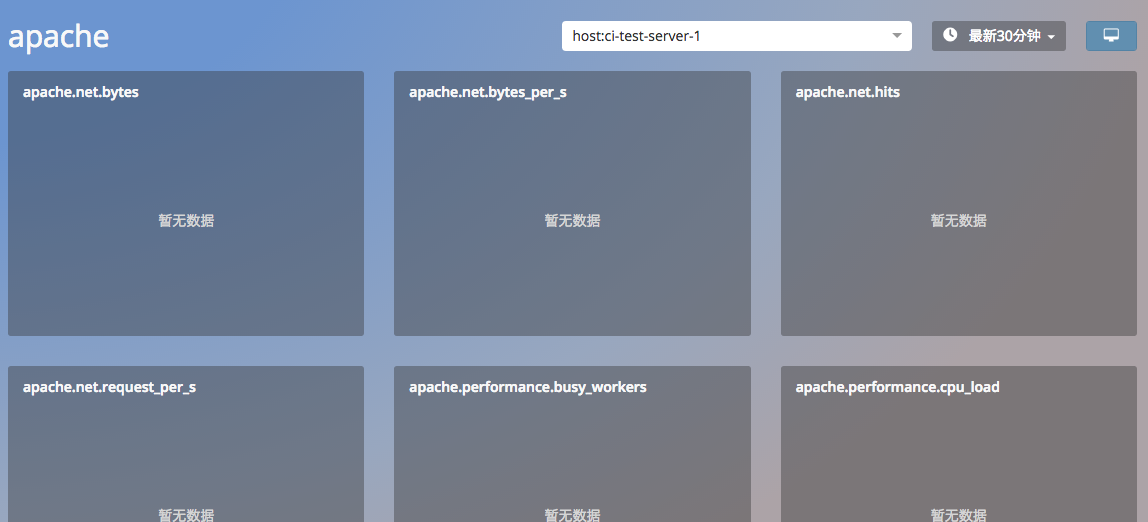 apache
host:ci-test-server-1
最新30分钟
apache.net.bytes
apache.net.bytes_per_s
apache.net.hits
暂无数据
暂无数据
暂无数据
apache.net.request_per_s
apache.performance.busy_workers
apache.performance.cpu_load
暂无数据
暂无数据
暂无数据